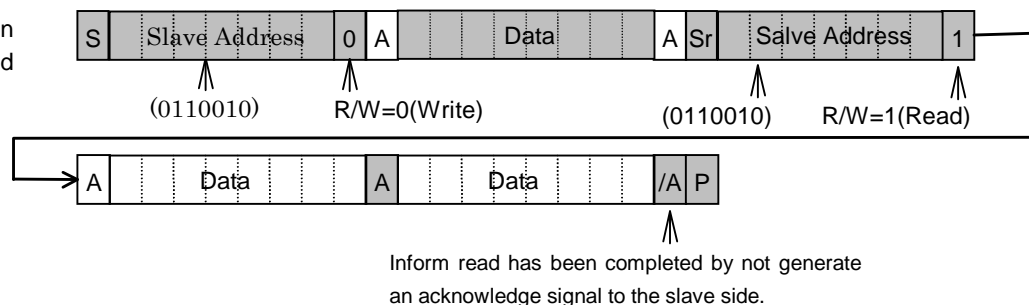 n
d
S Slave Address 0 A Data A Sr Salve Address 1
(0110010) R/W=0(Write) (0110010) R/W=1(Read)
A Data A Data /A P
Inform read has been completed by not generate
an acknowledge signal to the slave side.